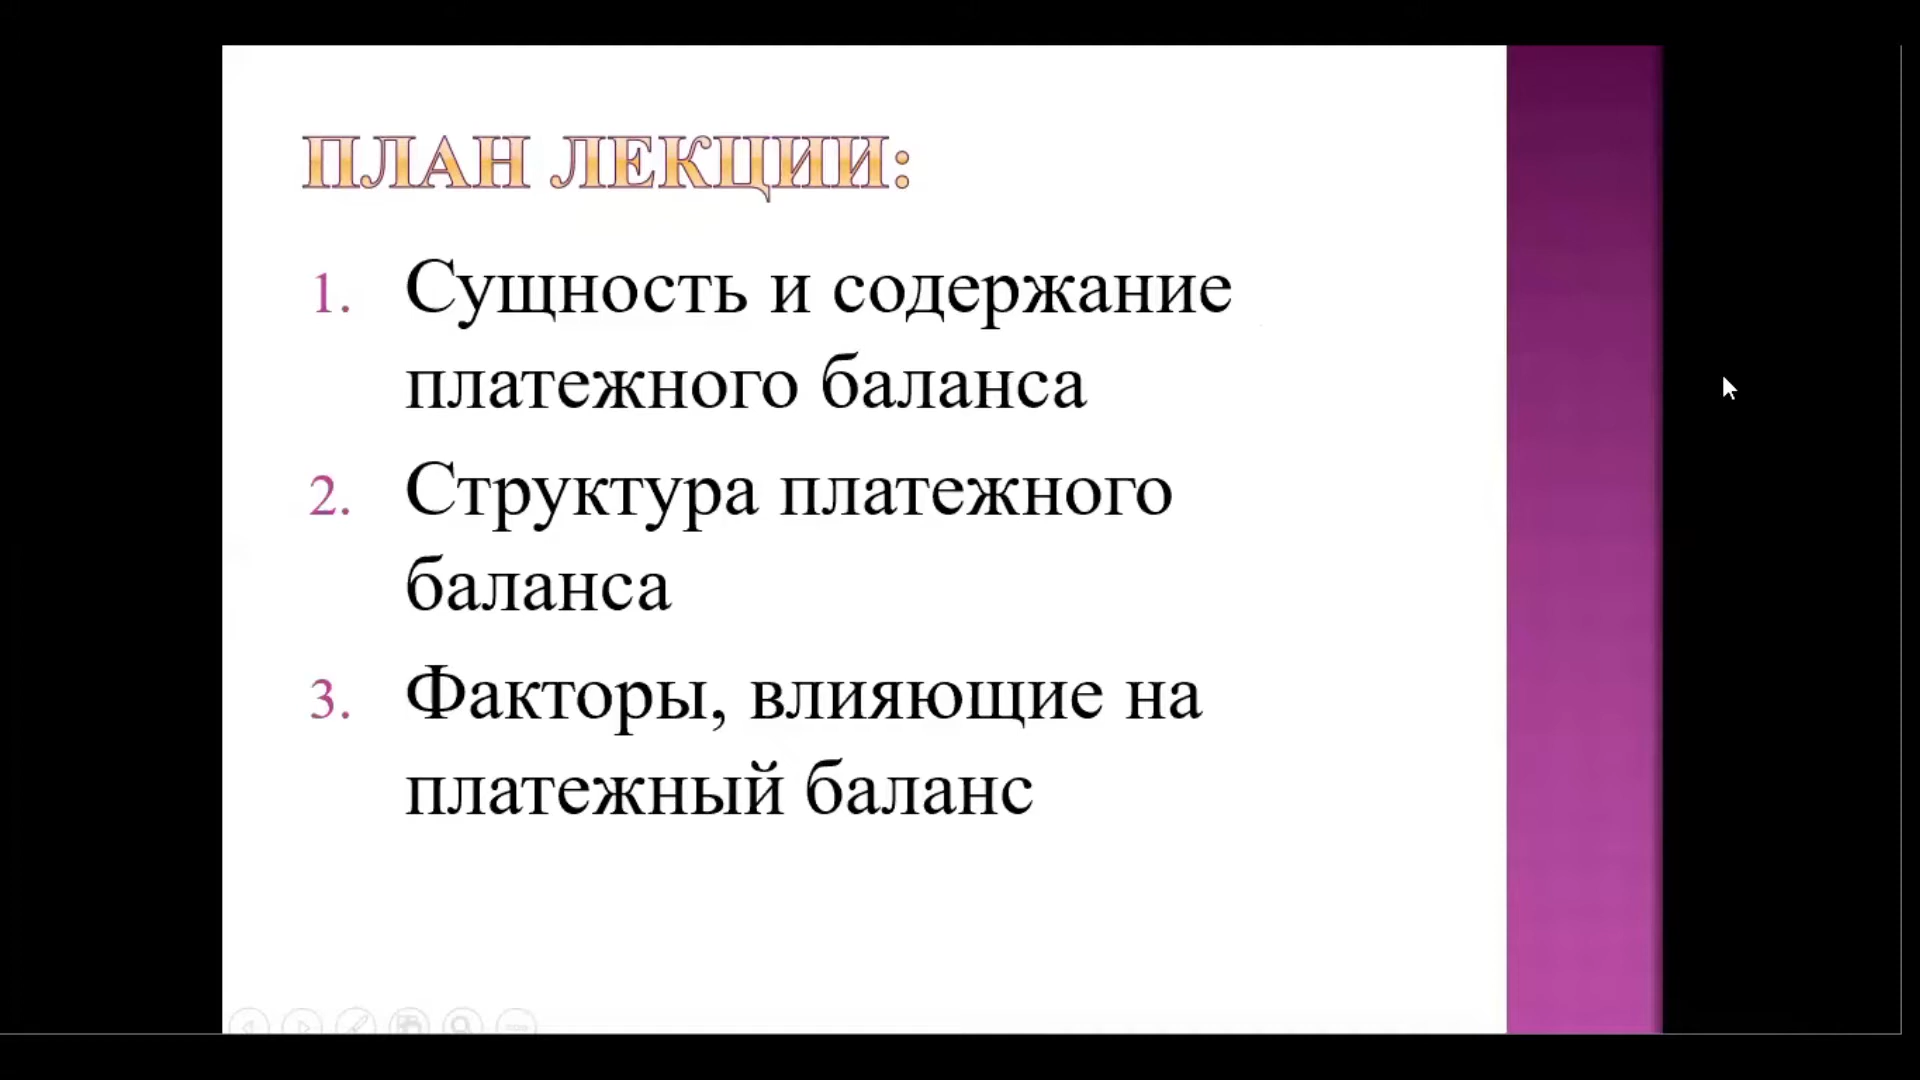 ПЛАН ЛЕКЦИИ:
1. Сущность и содержание
платежного баланса
2. Структура платежного
баланса
3. Факторы, влияющие на
платежный баланс